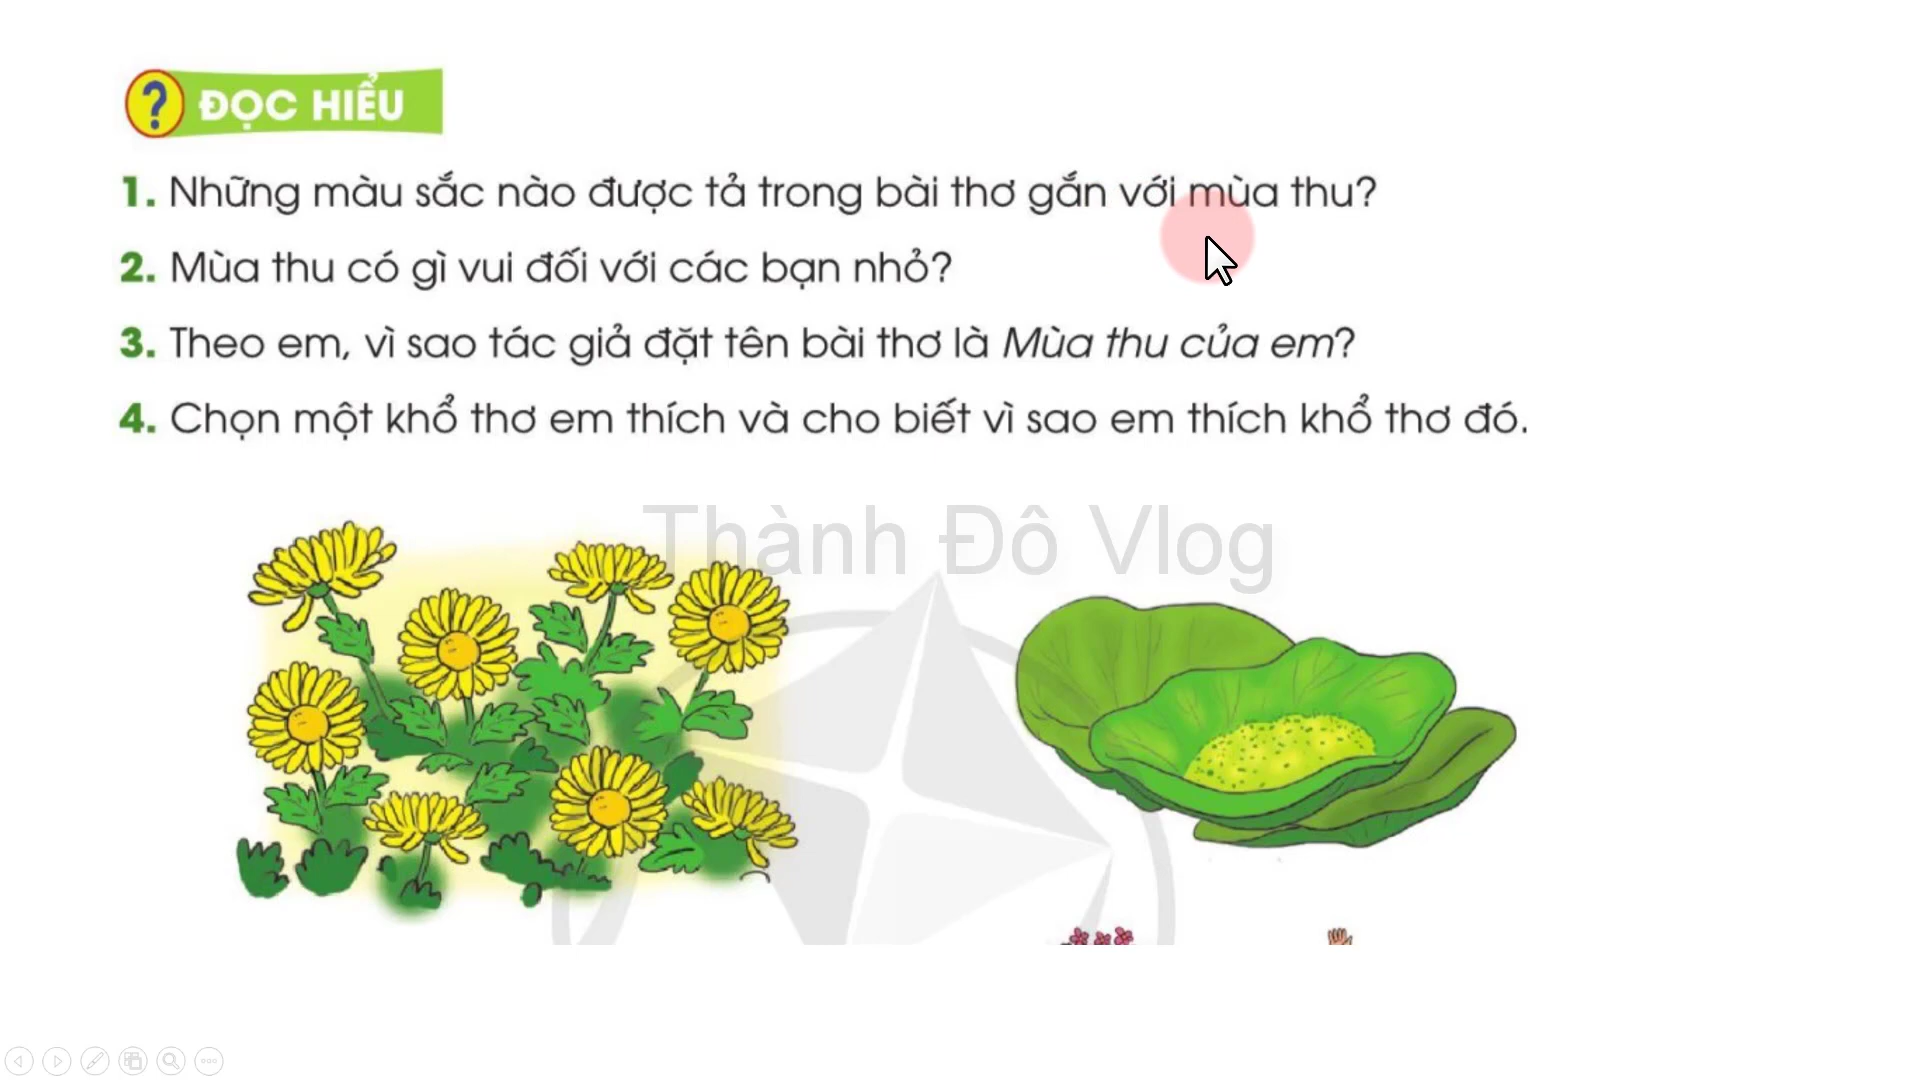 ? ĐỌC HIỂU
1. Những màu sắc nào được tả trong bài thơ gắn với mùa thu?
2. Mùa thu có gì vui đối với các bạn nhỏ?
3. Theo em, vì sao tác giả đặt tên bài thơ là Mùa thu của em?
4. Chọn một khổ thơ em thích và cho biết vì sao em thích khổ thơ đó.
Thành Đô Vlog